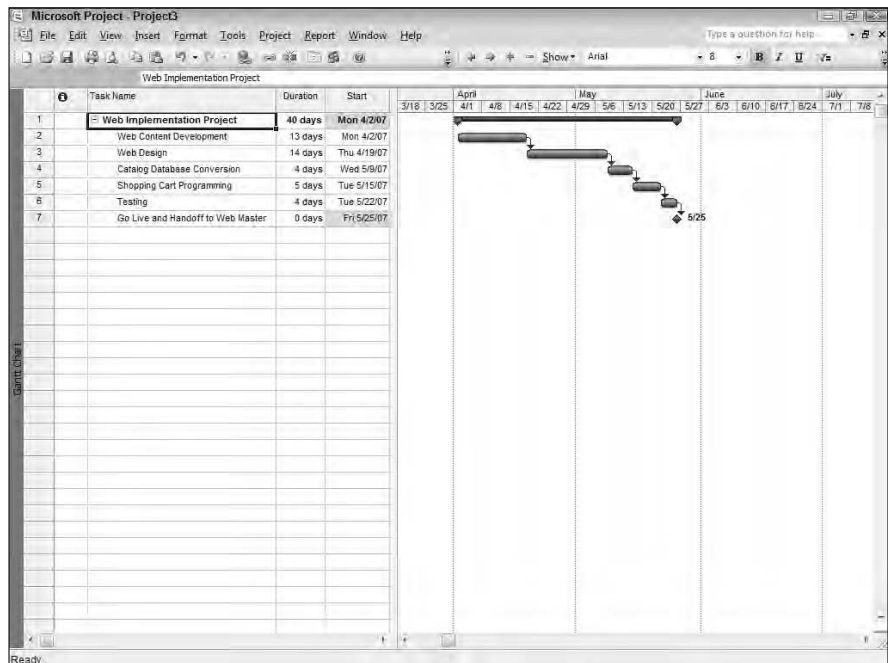 Microsoft Project - Project3
File Edit View Insert Format Tools Project Report Window Help Type a question for help
Show Arial 8 B I U
Web Implementation Project
Task Name Duration Start
April May June July
3/18 3/25 4/1 4/8 4/15 4/22 4/29 5/6 5/13 5/20 5/27 6/3 6/10 6/17 6/24 7/1 7/8
1 Web Implementation Project 40 days Mon 4/2/07
2 Web Content Development 13 days Mon 4/2/07
3 Web Design 14 days Thu 4/19/07
4 Catalog Database Conversion 4 days Wed 5/9/07
5 Shopping Cart Programming 5 days Tue 5/15/07
6 Testing 4 days Tue 5/22/07
7 Go Live and Handoff to Web Master 0 days Fri 5/25/07 5/25
Gantt Chart
Ready